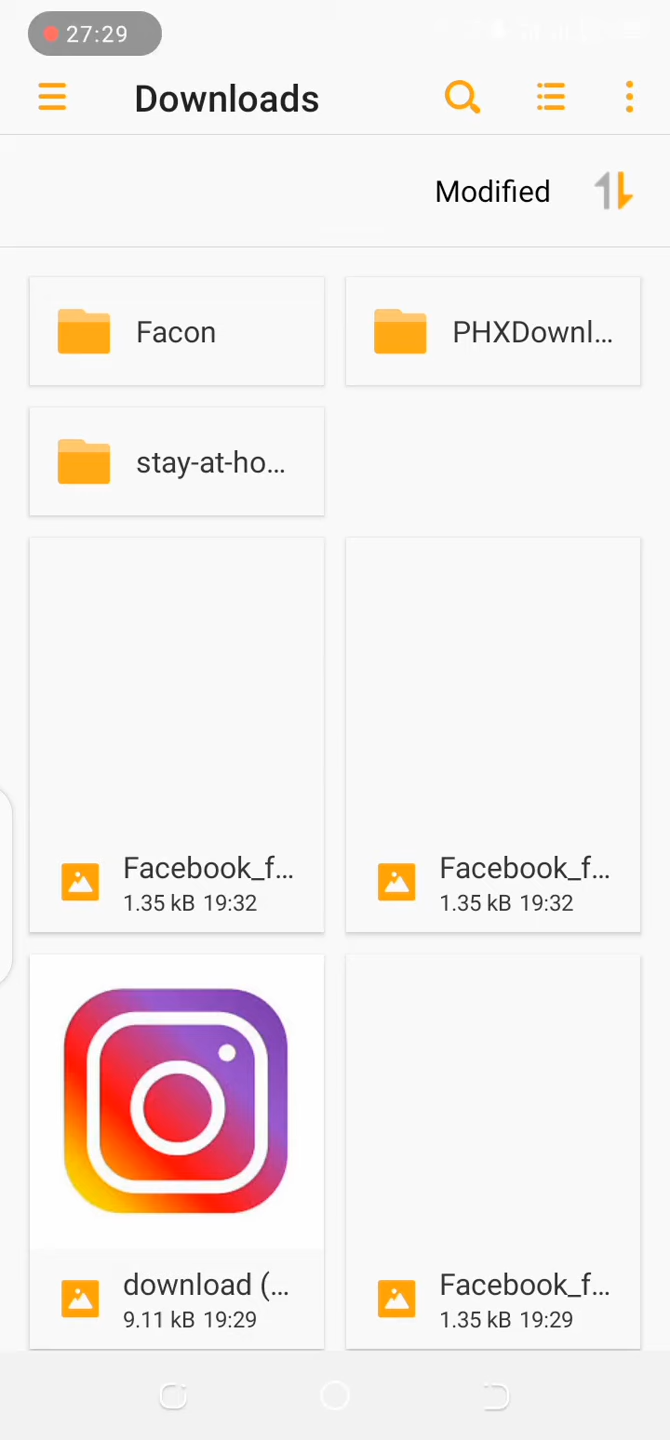 27:29
Downloads
Modified
Facon
PHXDownl...
stay-at-ho...
Facebook_f...
1.35 kB 19:32
Facebook_f...
1.35 kB 19:32
download (...
9.11 kB 19:29
Facebook_f...
1.35 kB 19:29